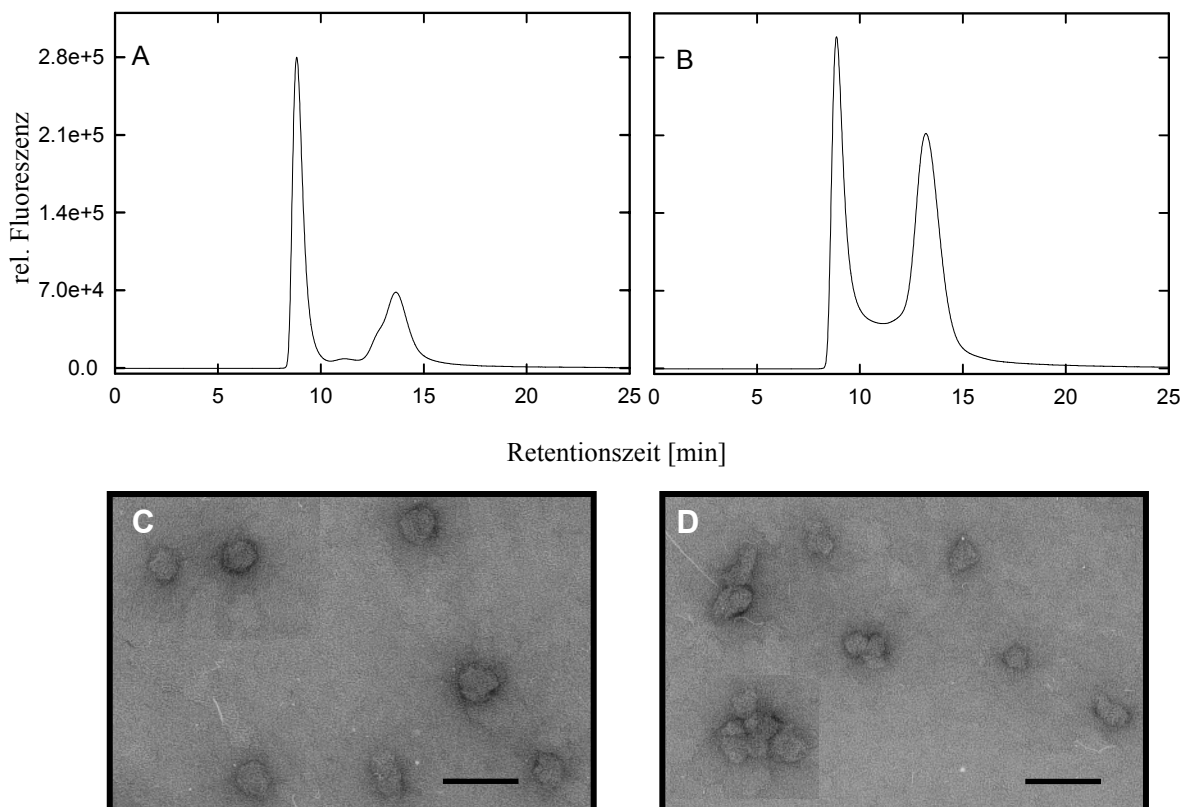 A
B
2.8e+5
2.1e+5
1.4e+5
7.0e+4
0.0
rel. Fluoreszenz
0 5 10 15 20 25
0 5 10 15 20 25
Retentionszeit [min]
C
D